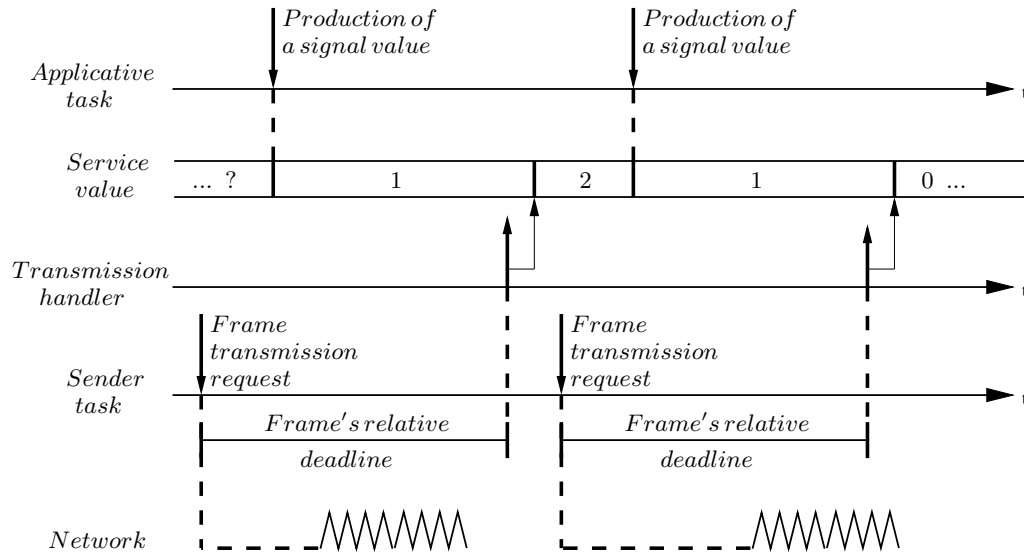 Production of
a signal value
Production of
a signal value
Applicative
task
Service
value
... ?
1
2
1
0 ...
Transmission
handler
Frame
transmission
request
Frame
transmission
request
Sender
task
Frame's relative
deadline
Frame's relative
deadline
Network